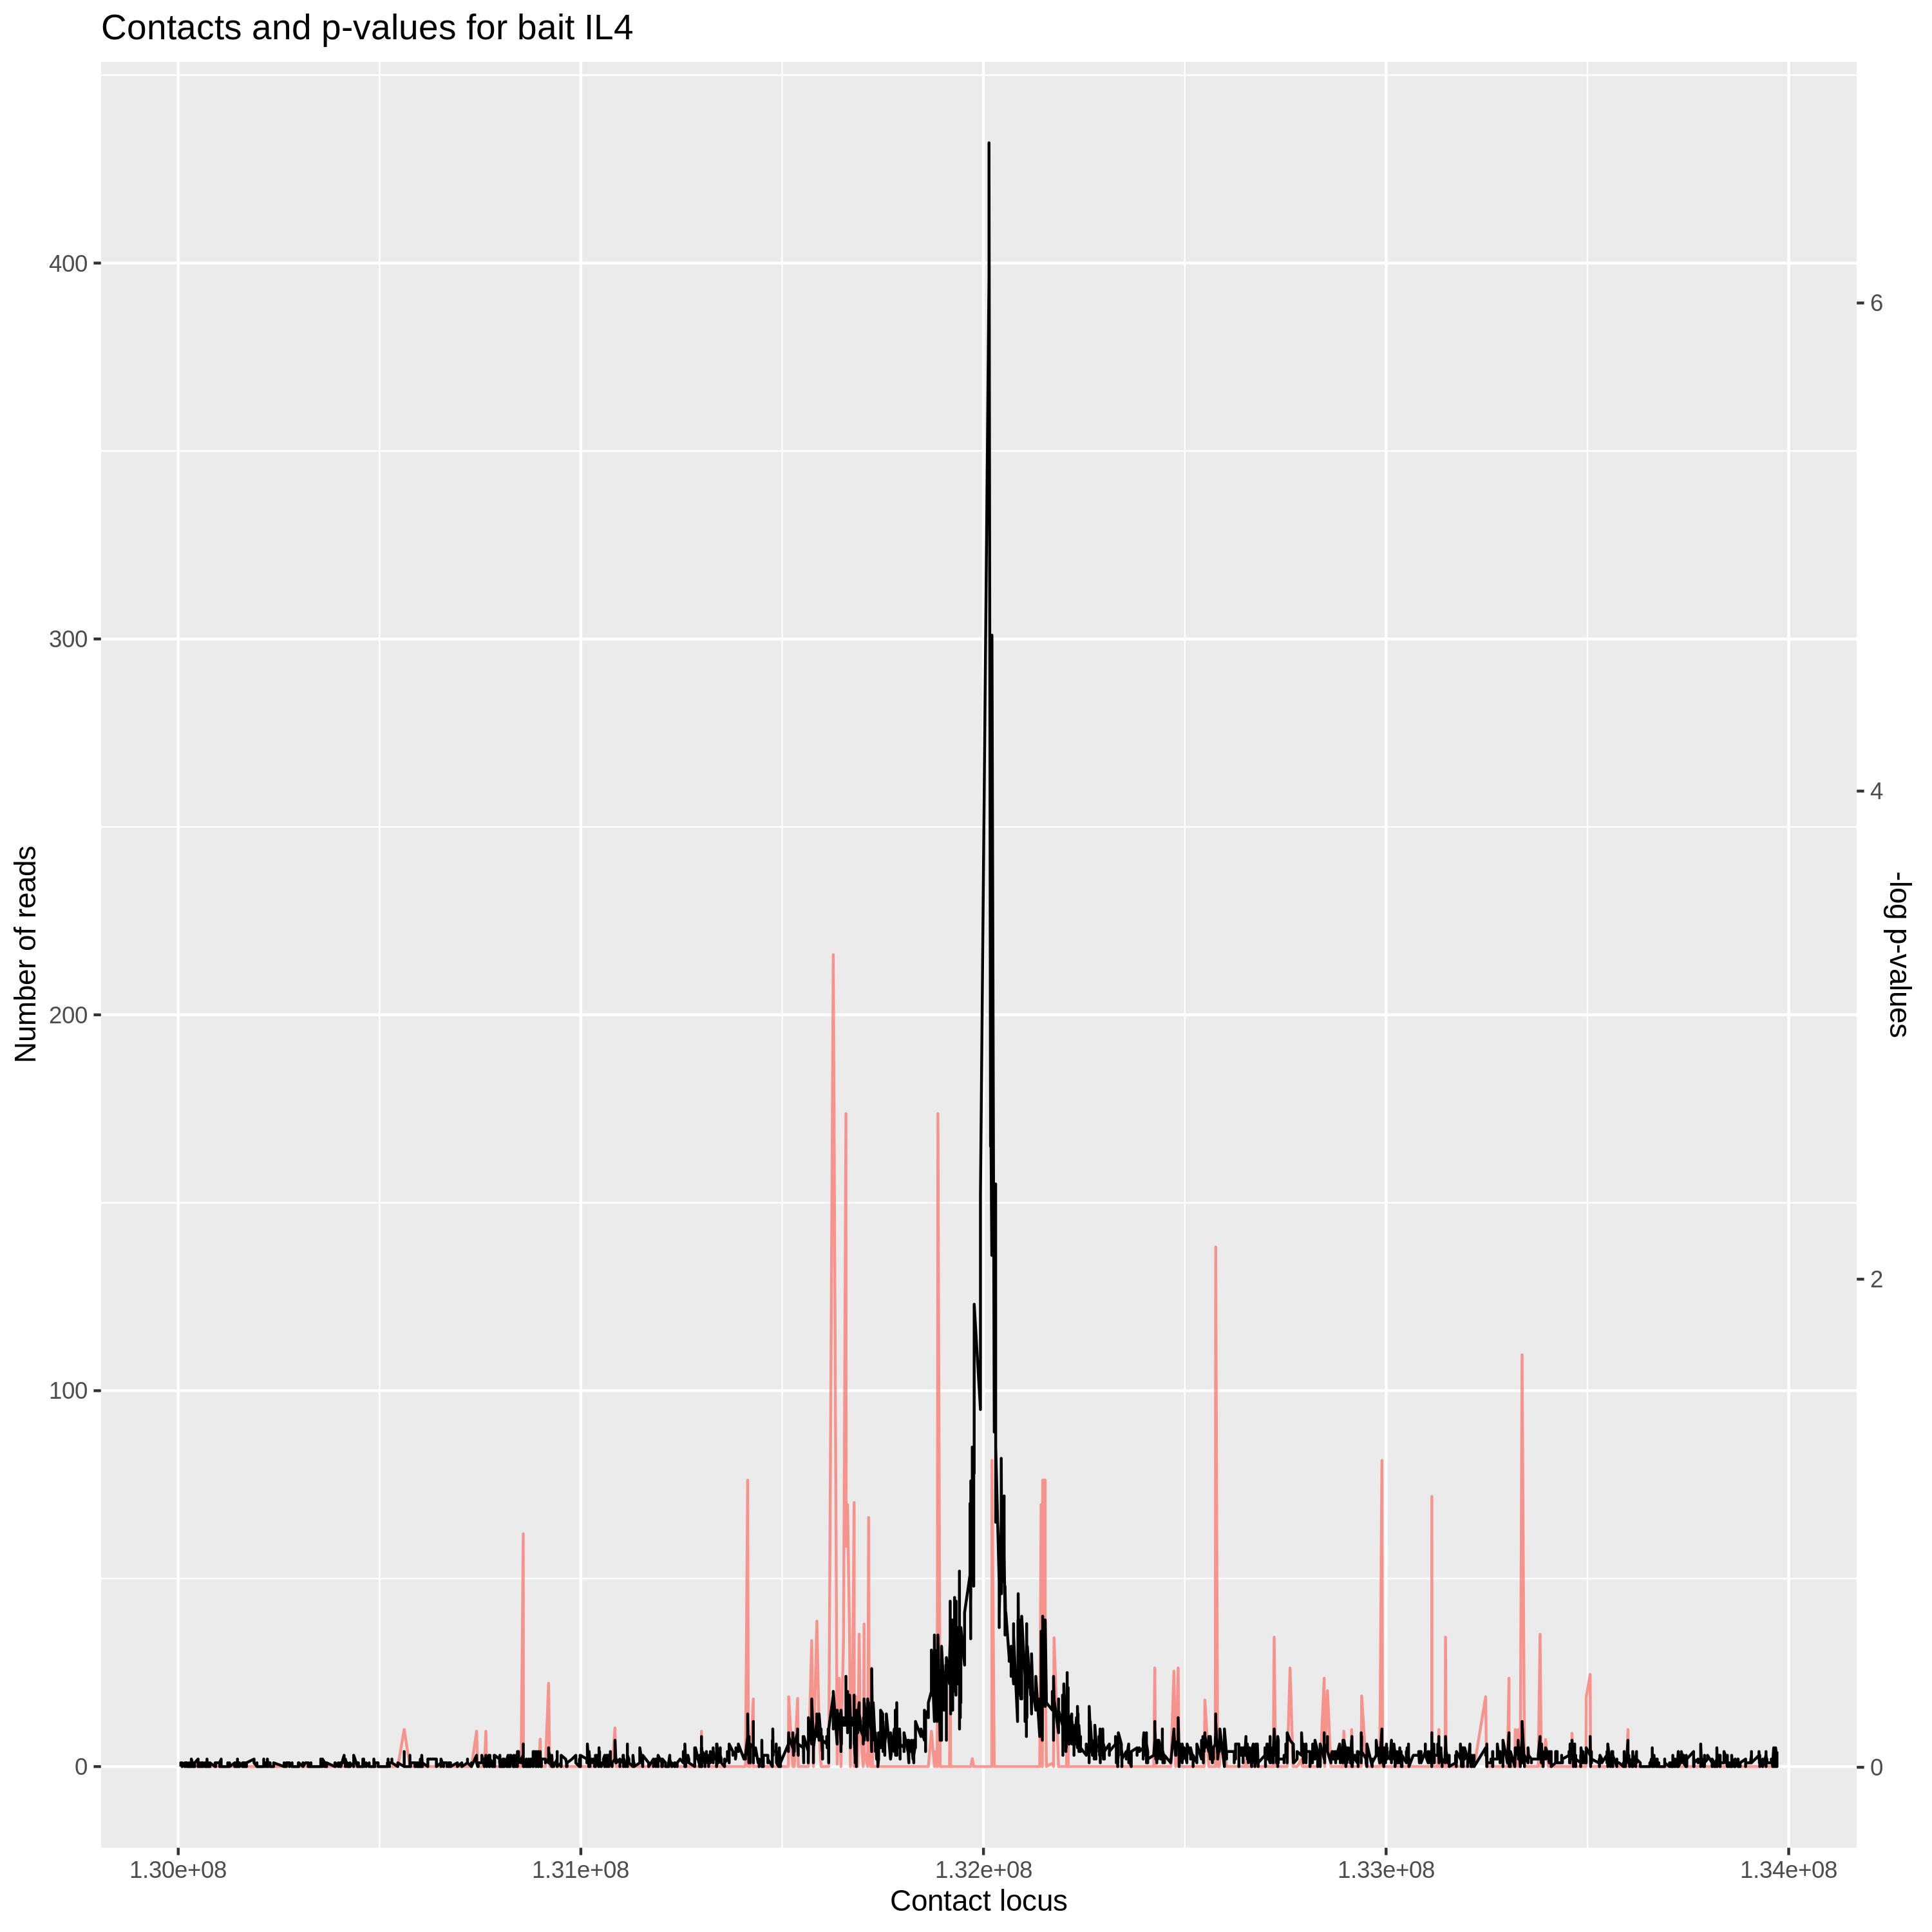 Contacts and p-values for bait IL4
400
300
200
100
0
Number of reads
6
4
2
0
-log p-values
1.30e+08
1.31e+08
1.32e+08
1.33e+08
1.34e+08
Contact locus